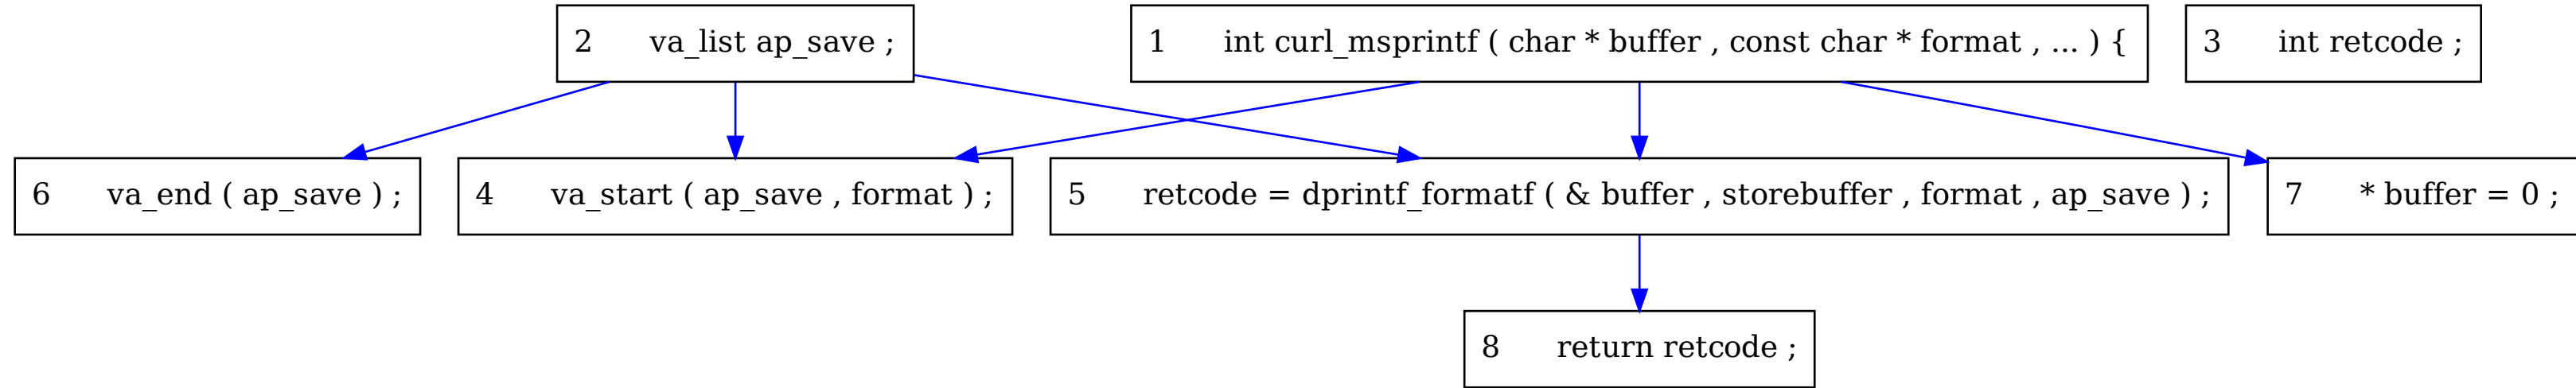 2 va_list ap_save ;
1 int curl_msprintf ( char * buffer , const char * format , ... ) {
3 int retcode ;
6 va_end ( ap_save ) ;
4 va_start ( ap_save , format ) ;
5 retcode = dprintf_formatf ( & buffer , storebuffer , format , ap_save ) ;
7 * buffer = 0 ;
8 return retcode ;